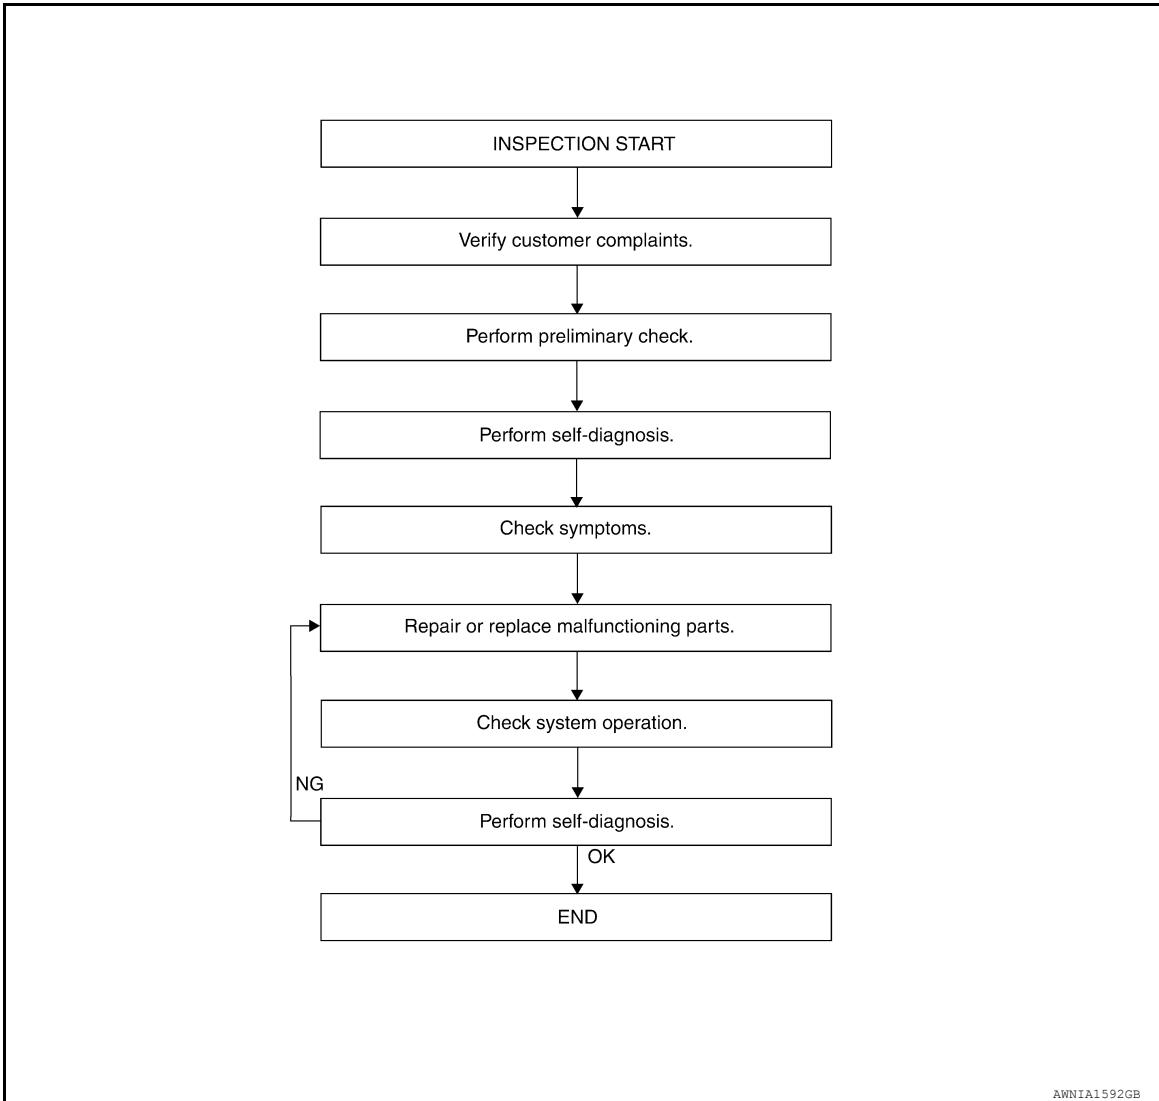 INSPECTION START
Verify customer complaints.
Perform preliminary check.
Perform self-diagnosis.
Check symptoms.
Repair or replace malfunctioning parts.
Check system operation.
NG
Perform self-diagnosis.
OK
END
AWNIA1592GB